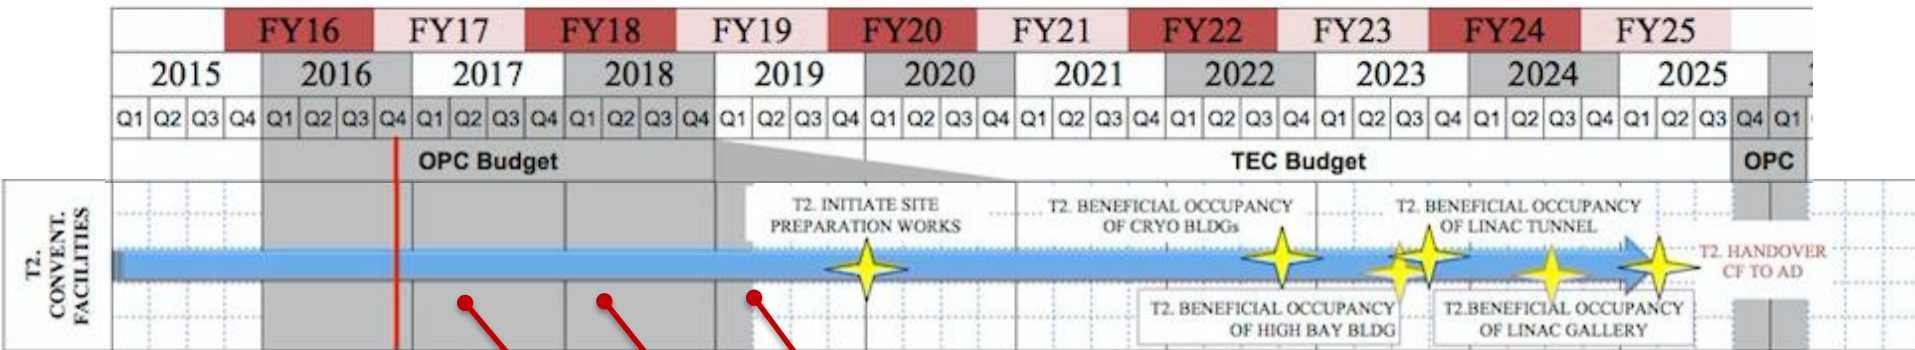 FY16 FY17 FY18 FY19 FY20 FY21 FY22 FY23 FY24 FY25
2015 2016 2017 2018 2019 2020 2021 2022 2023 2024 2025
Q1 Q2 Q3 Q4 Q1 Q2 Q3 Q4 Q1 Q2 Q3 Q4 Q1 Q2 Q3 Q4 Q1 Q2 Q3 Q4 Q1 Q2 Q3 Q4 Q1 Q2 Q3 Q4 Q1 Q2 Q3 Q4 Q1 Q2 Q3 Q4 Q1 Q2 Q3 Q4 Q1 Q2 Q3 Q4 Q1
OPC Budget TEC Budget OPC
T2.
CONVENT.
FACILITIES
T2. INITIATE SITE
PREPARATION WORKS
T2. BENEFICIAL OCCUPANCY
OF CRYO BLDGs
T2. BENEFICIAL OCCUPANCY
OF LINAC TUNNEL
T2. HANDOVER
CF TO AD
T2. BENEFICIAL OCCUPANCY
OF HIGH BAY BLDG
T2.BENEFICIAL OCCUPANCY
OF LINAC GALLERY